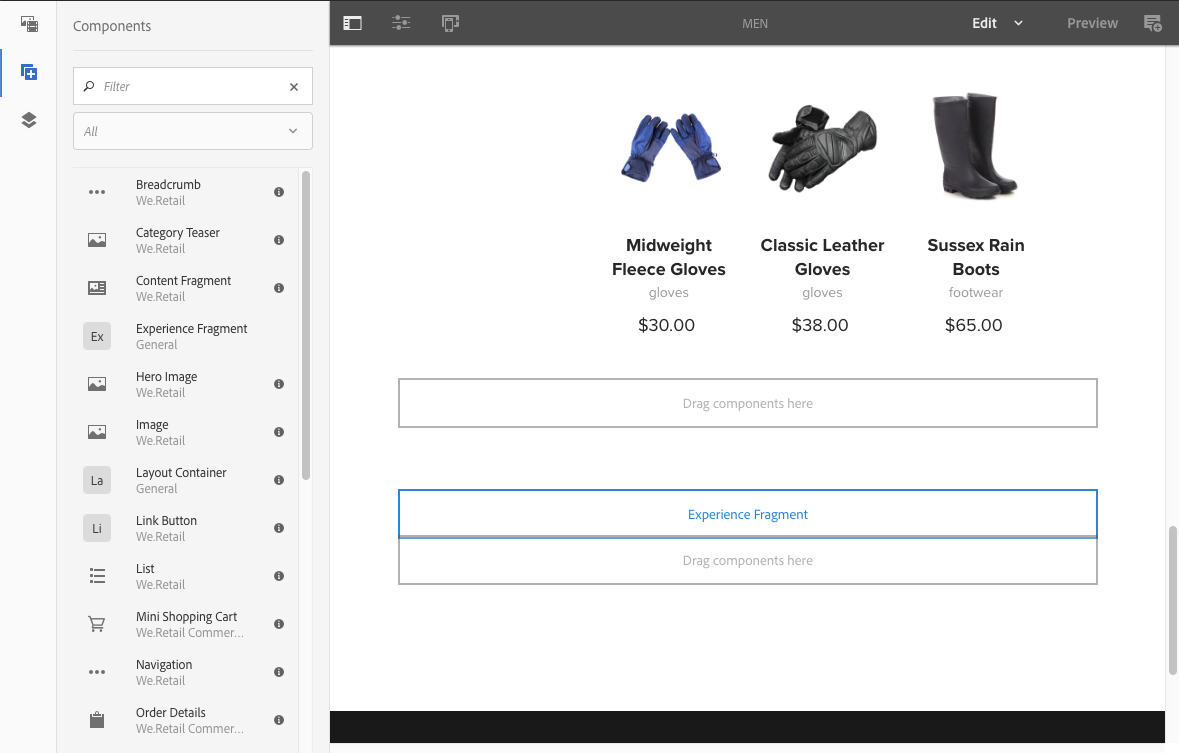 Components
Filter
All
Breadcrumb
We.Retail
Category Teaser
We.Retail
Content Fragment
We.Retail
Ex
Experience Fragment
General
Hero Image
We.Retail
Image
We.Retail
La
Layout Container
General
Li
Link Button
We.Retail
List
We.Retail
Mini Shopping Cart
We.Retail Commer...
Navigation
We.Retail
Order Details
We.Retail Commer...
MEN
Edit
Preview
Midweight
Fleece Gloves
gloves
$30.00
Classic Leather
Gloves
gloves
$38.00
Sussex Rain
Boots
footwear
$65.00
Drag components here
Experience Fragment
Drag components here